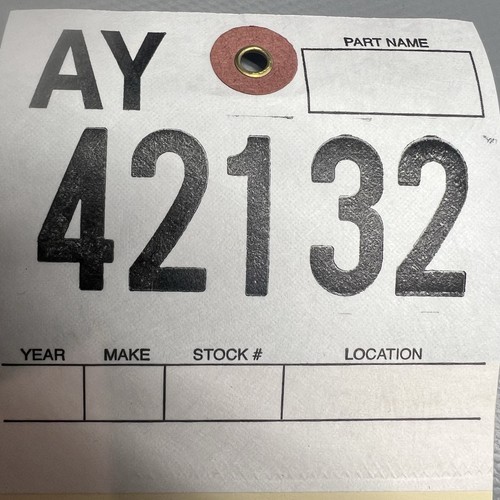 AY
PART NAME
42132
YEAR MAKE STOCK # LOCATION